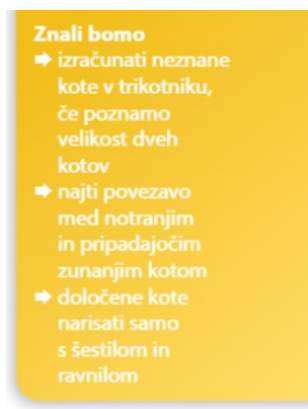 Znali bomo
➡ izračunati neznane
kote v trikotniku,
če poznamo
velikost dveh
kotov
➡ najti povezavo
med notranjim
in pripadajočim
zunanjim kotom
➡ določene kote
narisati samo
s šestilom in
ravnilom